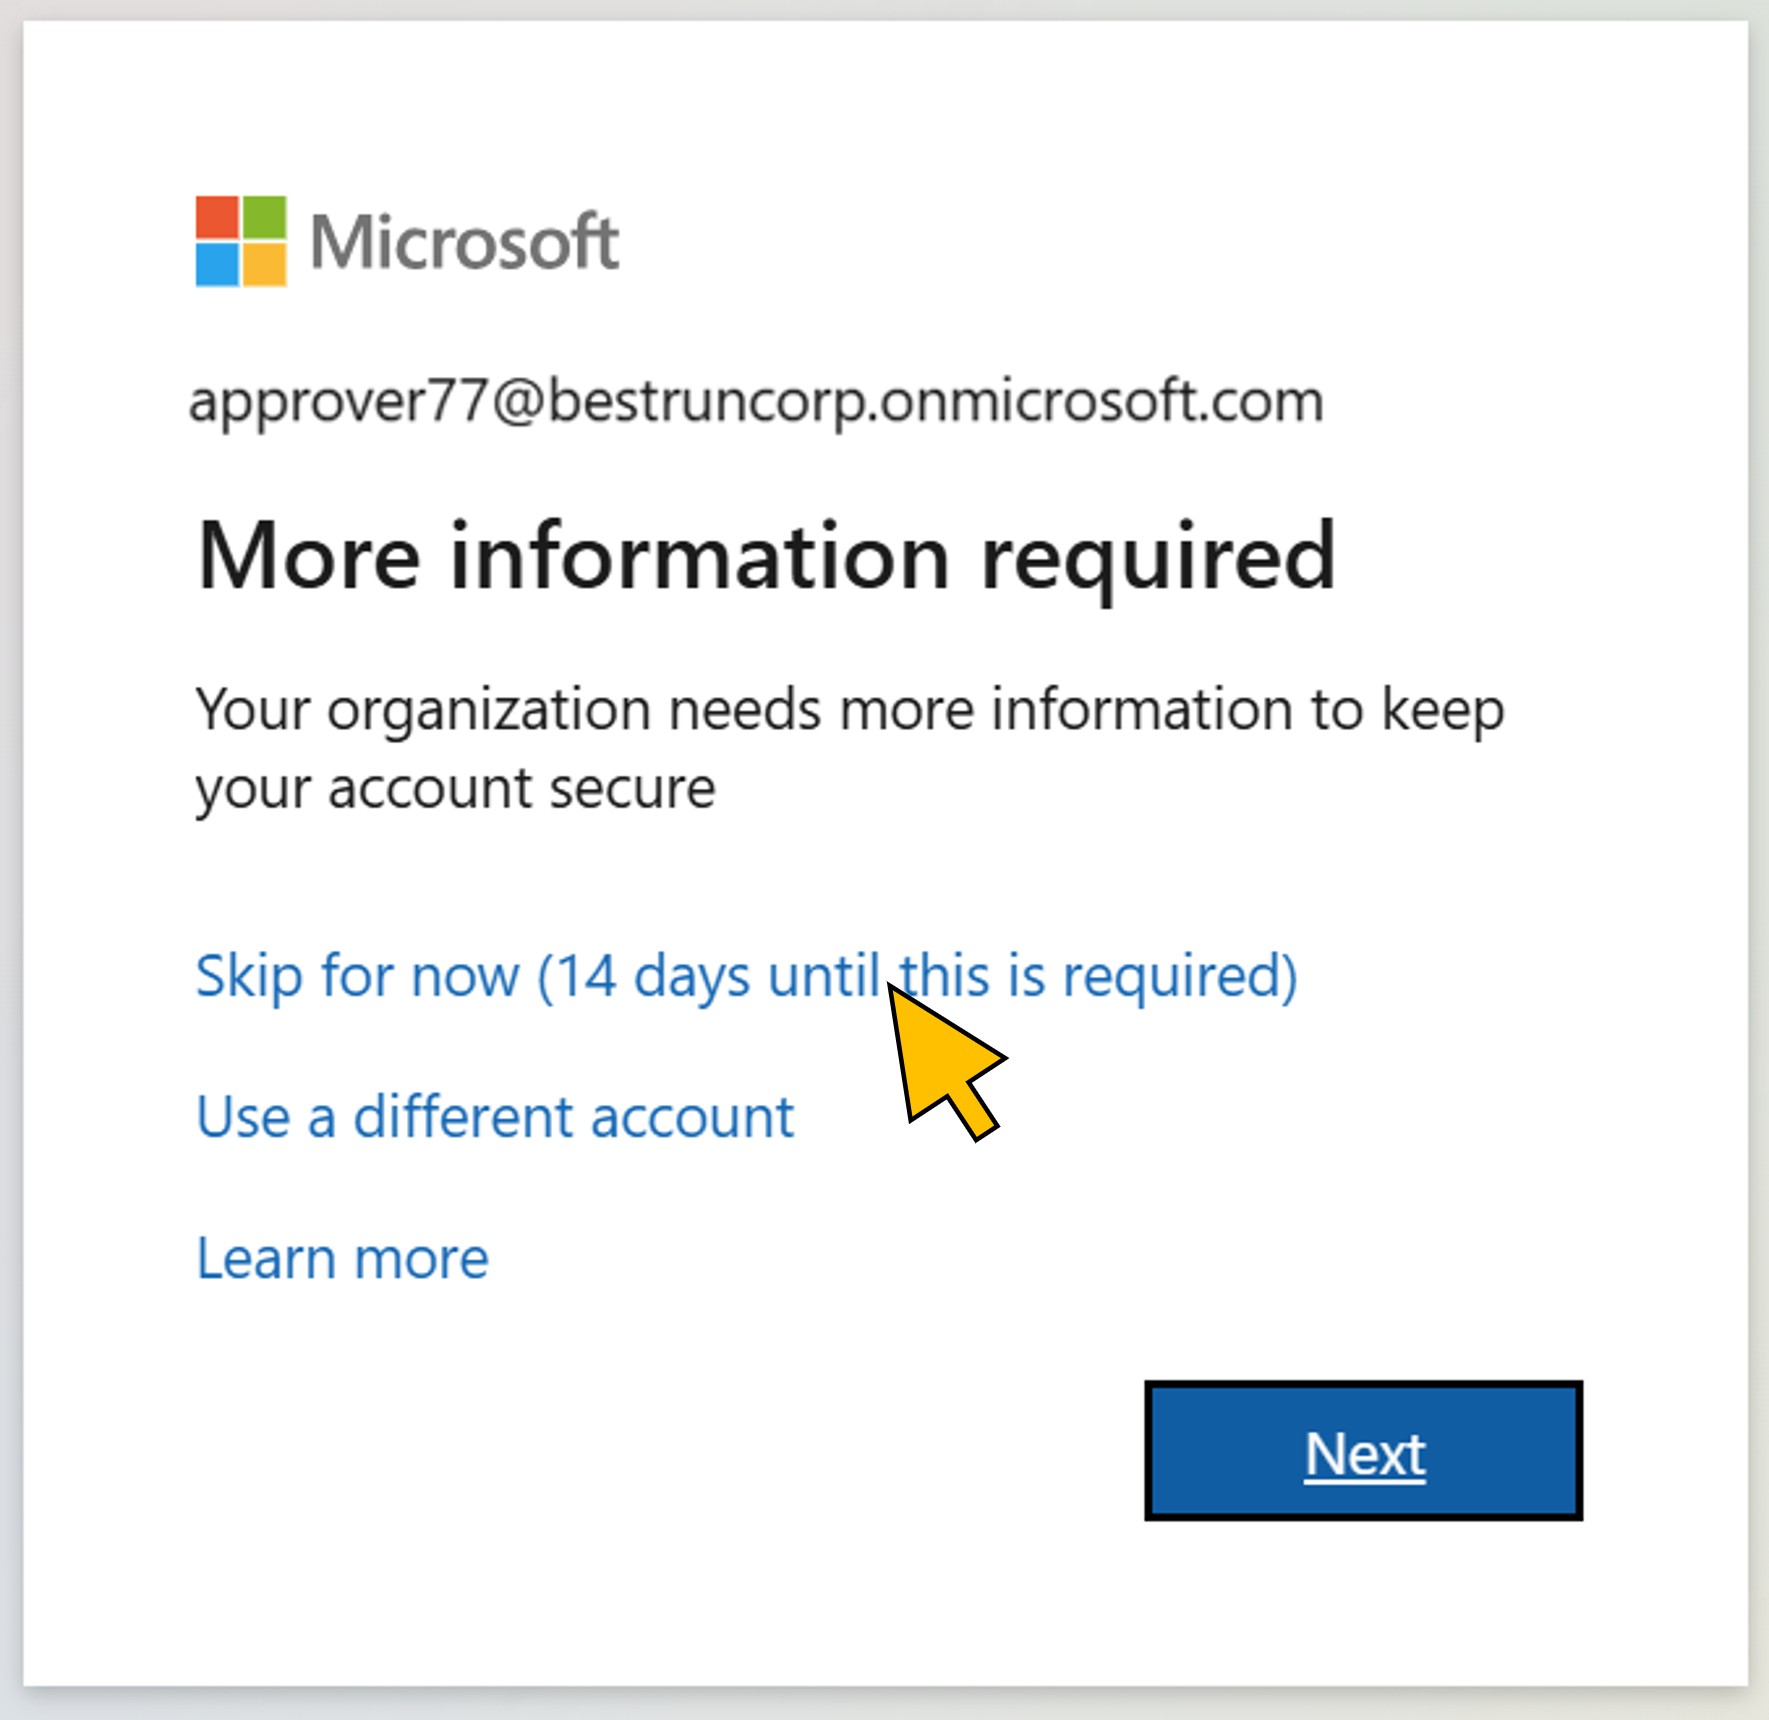 Microsoft
approver77@bestruncorp.onmicrosoft.com
More information required
Your organization needs more information to keep
your account secure
Skip for now (14 days until this is required)
Use a different account
Learn more
Next